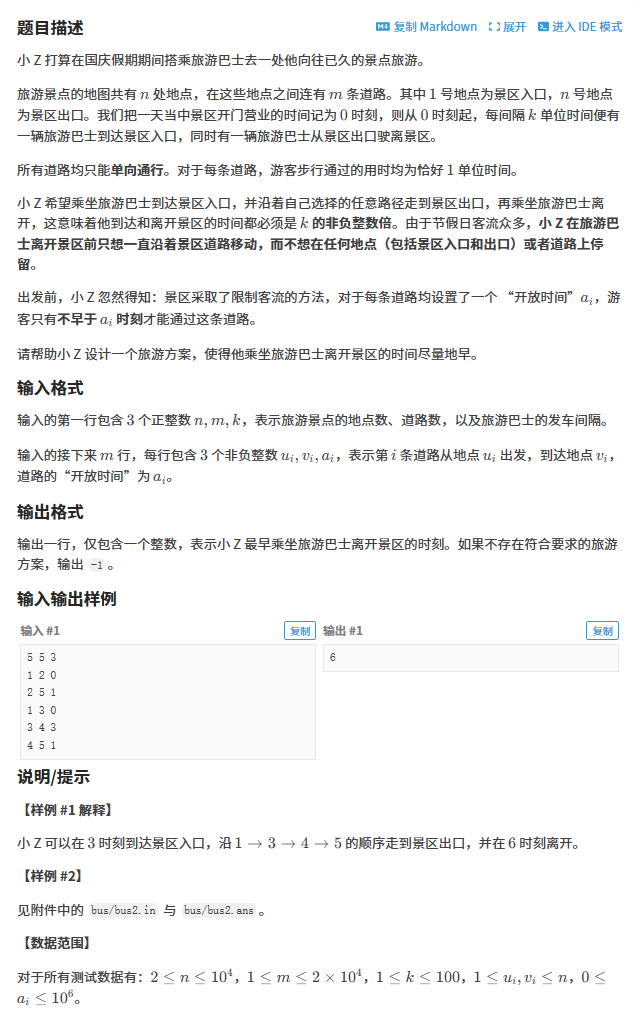 题目描述
复制 Markdown 展开 进入 IDE 模式
小 Z 打算在国庆假期期间搭乘旅游巴士去一处他向往已久的景点旅游。
旅游景点的地图共有 n 处地点，在这些地点之间连有 m 条道路。其中 1 号地点为景区入口，n 号地点
为景区出口。我们把一天当中景区开门营业的时间记为 0 时刻，则从 0 时刻起，每间隔 k 单位时间便有
一辆旅游巴士到达景区入口，同时有一辆旅游巴士从景区出口驶离景区。
所有道路均只能单向通行。对于每条道路，游客步行通过的用时均为恰好 1 单位时间。
小 Z 希望乘坐旅游巴士到达景区入口，并沿着自己选择的任意路径走到景区出口，再乘坐旅游巴士离
开，这意味着他到达和离开景区的时间都必须是 k 的非负整数倍。由于节假日客流众多，小 Z 在旅游巴
士离开景区前只想一直沿着景区道路移动，而不想在任何地点（包括景区入口和出口）或者道路上停
留。
出发前，小 Z 忽然得知：景区采取了限制客流的方法，对于每条道路均设置了一个 “开放时间”aᵢ，游
客只有不早于 aᵢ 时刻才能通过这条道路。
请帮助小 Z 设计一个旅游方案，使得他乘坐旅游巴士离开景区的时间尽量地早。
输入格式
输入的第一行包含 3 个正整数 n, m, k，表示旅游景点的地点数、道路数，以及旅游巴士的发车间隔。
输入的接下来 m 行，每行包含 3 个非负整数 uᵢ, vᵢ, aᵢ，表示第 i 条道路从地点 uᵢ 出发，到达地点 vᵢ，
道路的“开放时间”为 aᵢ。
输出格式
输出一行，仅包含一个整数，表示小 Z 最早乘坐旅游巴士离开景区的时刻。如果不存在符合要求的旅游
方案，输出 -1 。
输入输出样例
输入 #1 复制 输出 #1 复制
5 5 3 6
1 2 0
2 5 1
1 3 0
3 4 3
4 5 1
说明/提示
【样例 #1 解释】
小 Z 可以在 3 时刻到达景区入口，沿 1 → 3 → 4 → 5 的顺序走到景区出口，并在 6 时刻离开。
【样例 #2】
见附件中的 bus/bus2.in 与 bus/bus2.ans 。
【数据范围】
对于所有测试数据有：2 ≤ n ≤ 10⁴，1 ≤ m ≤ 2 × 10⁴，1 ≤ k ≤ 100，1 ≤ uᵢ, vᵢ ≤ n，0 ≤
aᵢ ≤ 10⁶。